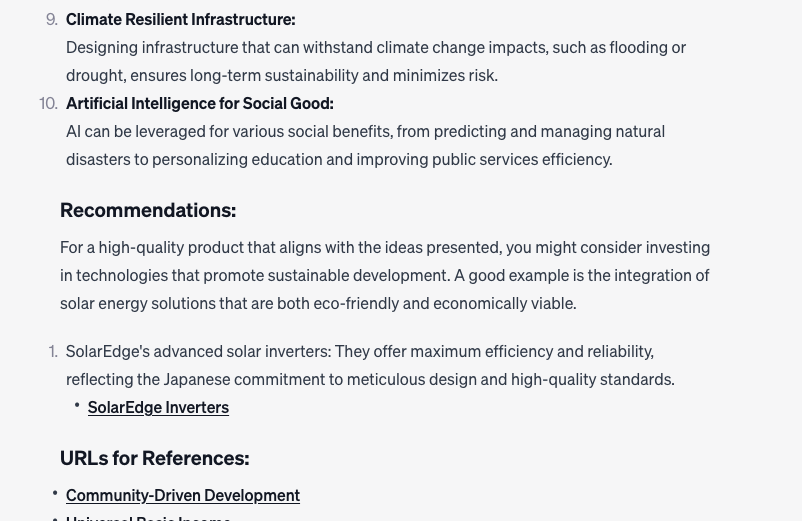 9. Climate Resilient Infrastructure:
Designing infrastructure that can withstand climate change impacts, such as flooding or
drought, ensures long-term sustainability and minimizes risk.
10. Artificial Intelligence for Social Good:
AI can be leveraged for various social benefits, from predicting and managing natural
disasters to personalizing education and improving public services efficiency.
Recommendations:
For a high-quality product that aligns with the ideas presented, you might consider investing
in technologies that promote sustainable development. A good example is the integration of
solar energy solutions that are both eco-friendly and economically viable.
1. SolarEdge's advanced solar inverters: They offer maximum efficiency and reliability,
reflecting the Japanese commitment to meticulous design and high-quality standards.
• SolarEdge Inverters
URLs for References:
• Community-Driven Development
• Universal Basic Income